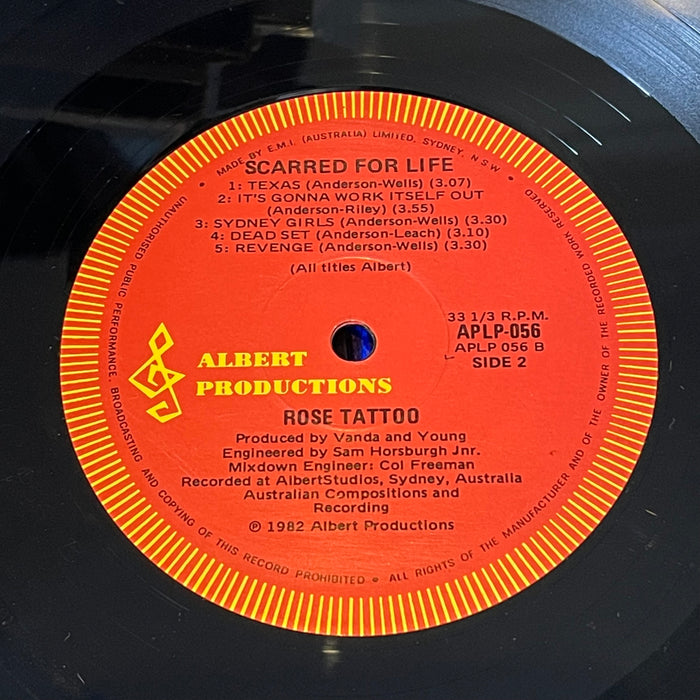 • MADE BY E.M.I. (AUSTRALIA) LIMITED, SYDNEY, N.S.W •
SCARRED FOR LIFE
1: TEXAS (Anderson-Wells) (3.07)
2: IT'S GONNA WORK ITSELF OUT
(Anderson-Riley) (3.55)
3: SYDNEY GIRLS (Anderson-Wells) (3.30)
4: DEAD SET (Anderson-Leach) (3.10)
5: REVENGE (Anderson-Wells) (3.30)
(All titles Albert)
33 1/3 R.P.M.
APLP-056
APLP 056 B
SIDE 2
ALBERT
PRODUCTIONS
ROSE TATTOO
Produced by Vanda and Young
Engineered by Sam Horsburgh Jnr.
Mixdown Engineer: Col Freeman
Recorded at AlbertStudios, Sydney, Australia
Australian Compositions and
Recording
℗ 1982 Albert Productions
UNAUTHORISED PUBLIC PERFORMANCE, BROADCASTING AND COPYING OF THIS RECORD PROHIBITED • ALL RIGHTS OF THE MANUFACTURER AND OF THE OWNER OF THE RECORDED WORK RESERVED